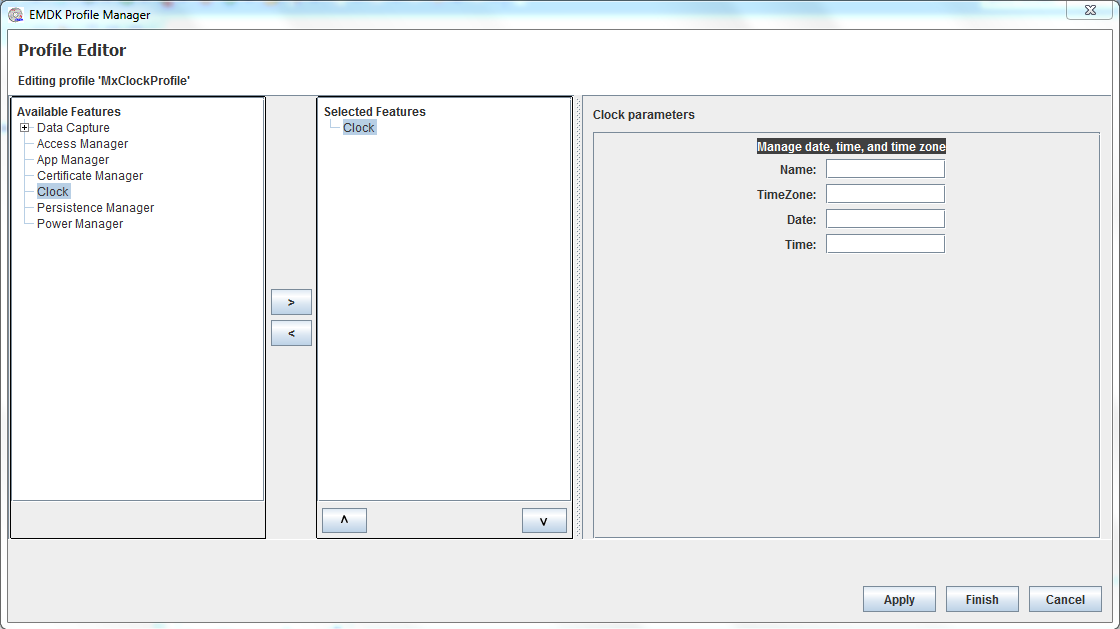 EMDK Profile Manager
Profile Editor
Editing profile 'MxClockProfile'
Available Features
Data Capture
Access Manager
App Manager
Certificate Manager
Clock
Persistence Manager
Power Manager
>
<
Selected Features
Clock
^
v
Clock parameters
Manage date, time, and time zone
Name:
TimeZone:
Date:
Time:
Apply Finish Cancel